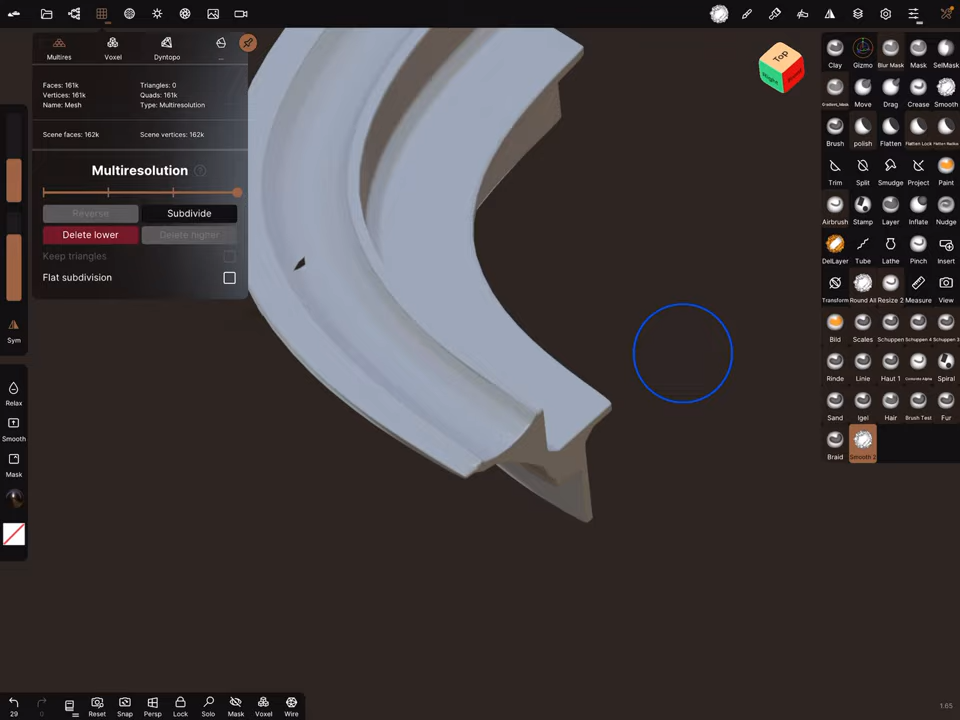 Multires Voxel Dyntopo ...
Faces: 161k Triangles: 0
Vertices: 161k Quads: 161k
Name: Mesh Type: Multiresolution
Scene faces: 162k Scene vertices: 162k
Multiresolution ?
Reverse Subdivide
Delete lower Delete higher
Keep triangles
Flat subdivision
Sym
Relax
Smooth
Mask
Top
Right
Clay Gizmo Blur Mask Mask SelMask
Gradient_Mask Move Drag Crease Smooth
Brush polish Flatten Flatten Lock Flatten Radius
Trim Split Smudge Project Paint
Airbrush Stamp Layer Inflate Nudge
DelLayer Tube Lathe Pinch Insert
Transform Round All Resize 2 Measure View
Bild Scales Schuppen Schuppen 4 Schuppen 3
Rinde Linie Haut 1 Spiral
Sand Igel Hair Brush Test Fur
Braid Smooth 2
29 0 Reset Snap Persp Lock Solo Mask Voxel Wire
1.65